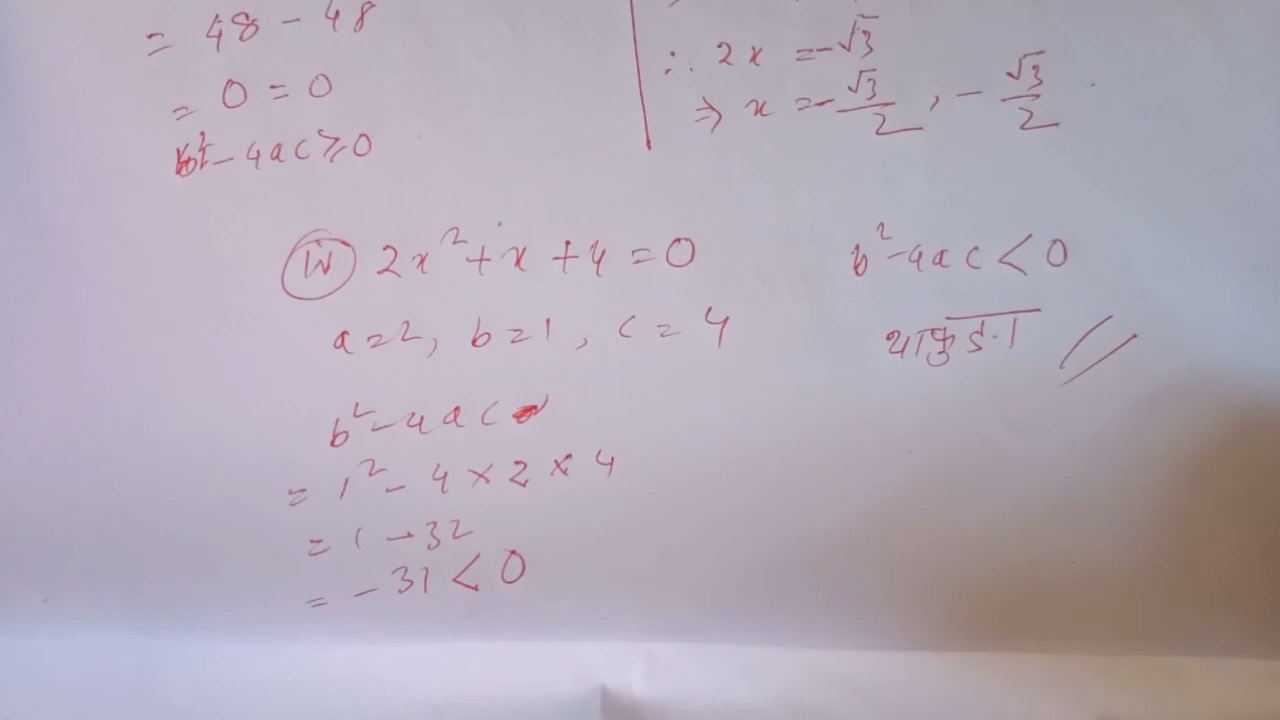 = 48 - 48
= 0 = 0
b² - 4ac ≥ 0
∴ 2x = -√3
⇒ x = -√3/2, -√3/2
(iv) 2x² + x + 4 = 0
a = 2, b = 1, c = 4
b² - 4ac
= 1² - 4 × 2 × 4
= 1 - 32
= -31 < 0
b² - 4ac < 0